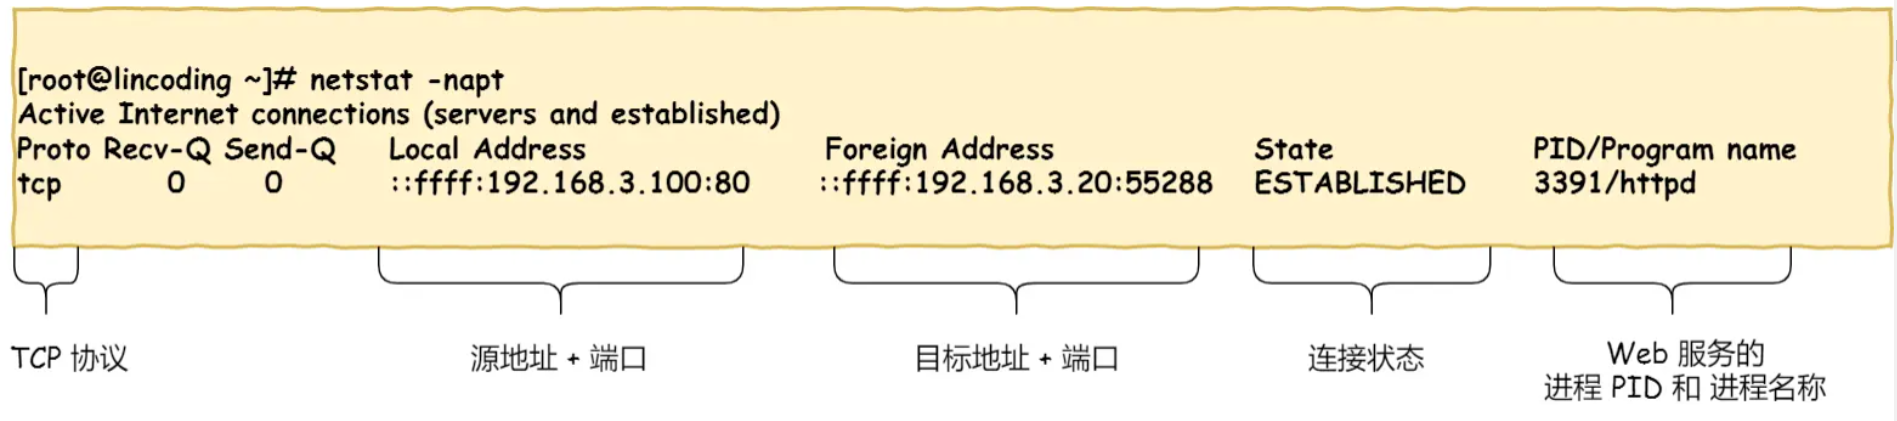 [root@lincoding ~]# netstat -napt
Active Internet connections (servers and established)
Proto Recv-Q Send-Q Local Address Foreign Address State PID/Program name
tcp 0 0 ::ffff:192.168.3.100:80 ::ffff:192.168.3.20:55288 ESTABLISHED 3391/httpd
TCP 协议
源地址 + 端口
目标地址 + 端口
连接状态
Web 服务的
进程 PID 和 进程名称